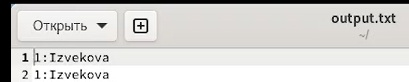 Открыть
output.txt
~/
1 1:Izvekova
2 1:Izvekova